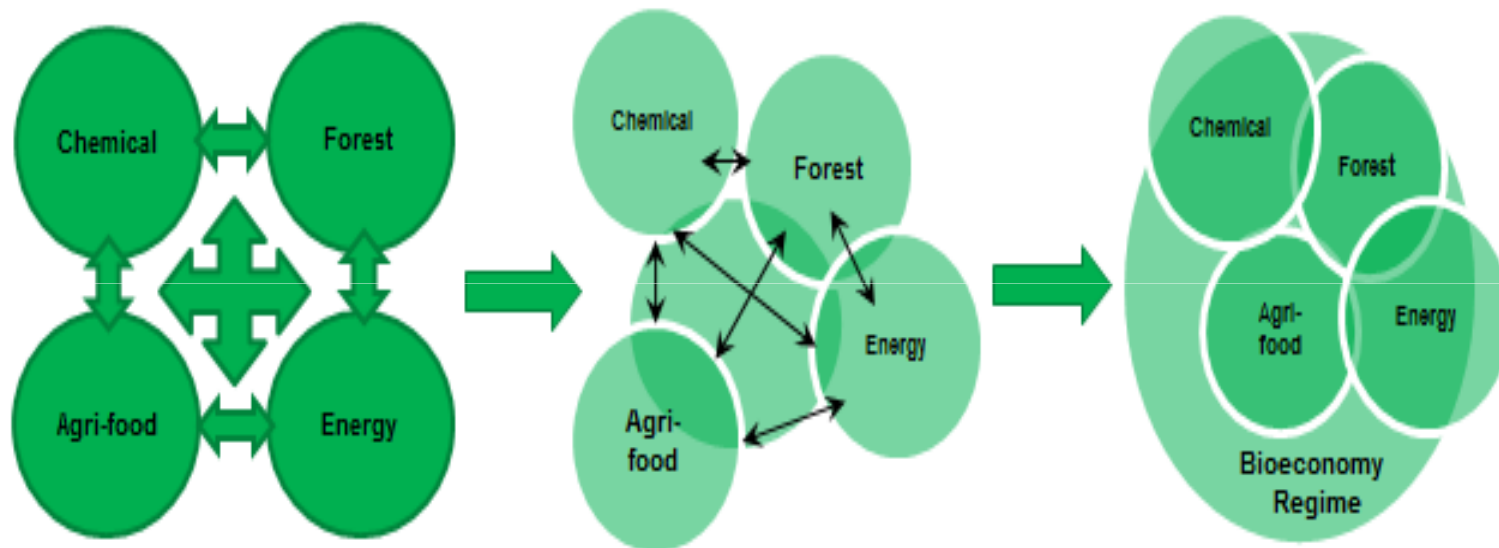 Chemical
Forest
Agri-food
Energy
Chemical
Forest
Energy
Agri-
food
Chemical
Forest
Agri-
food
Energy
Bioeconomy
Regime